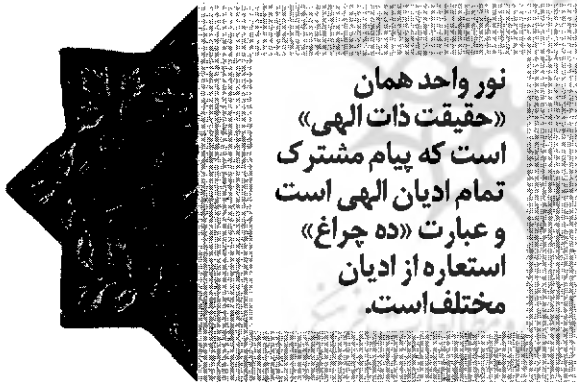 نور واحد همان
«حقیقت ذات الهی»
است که پیام مشترک
تمام ادیان الهی است
و عبارت «ده چراغ»
استعاره از ادیان
مختلف است.